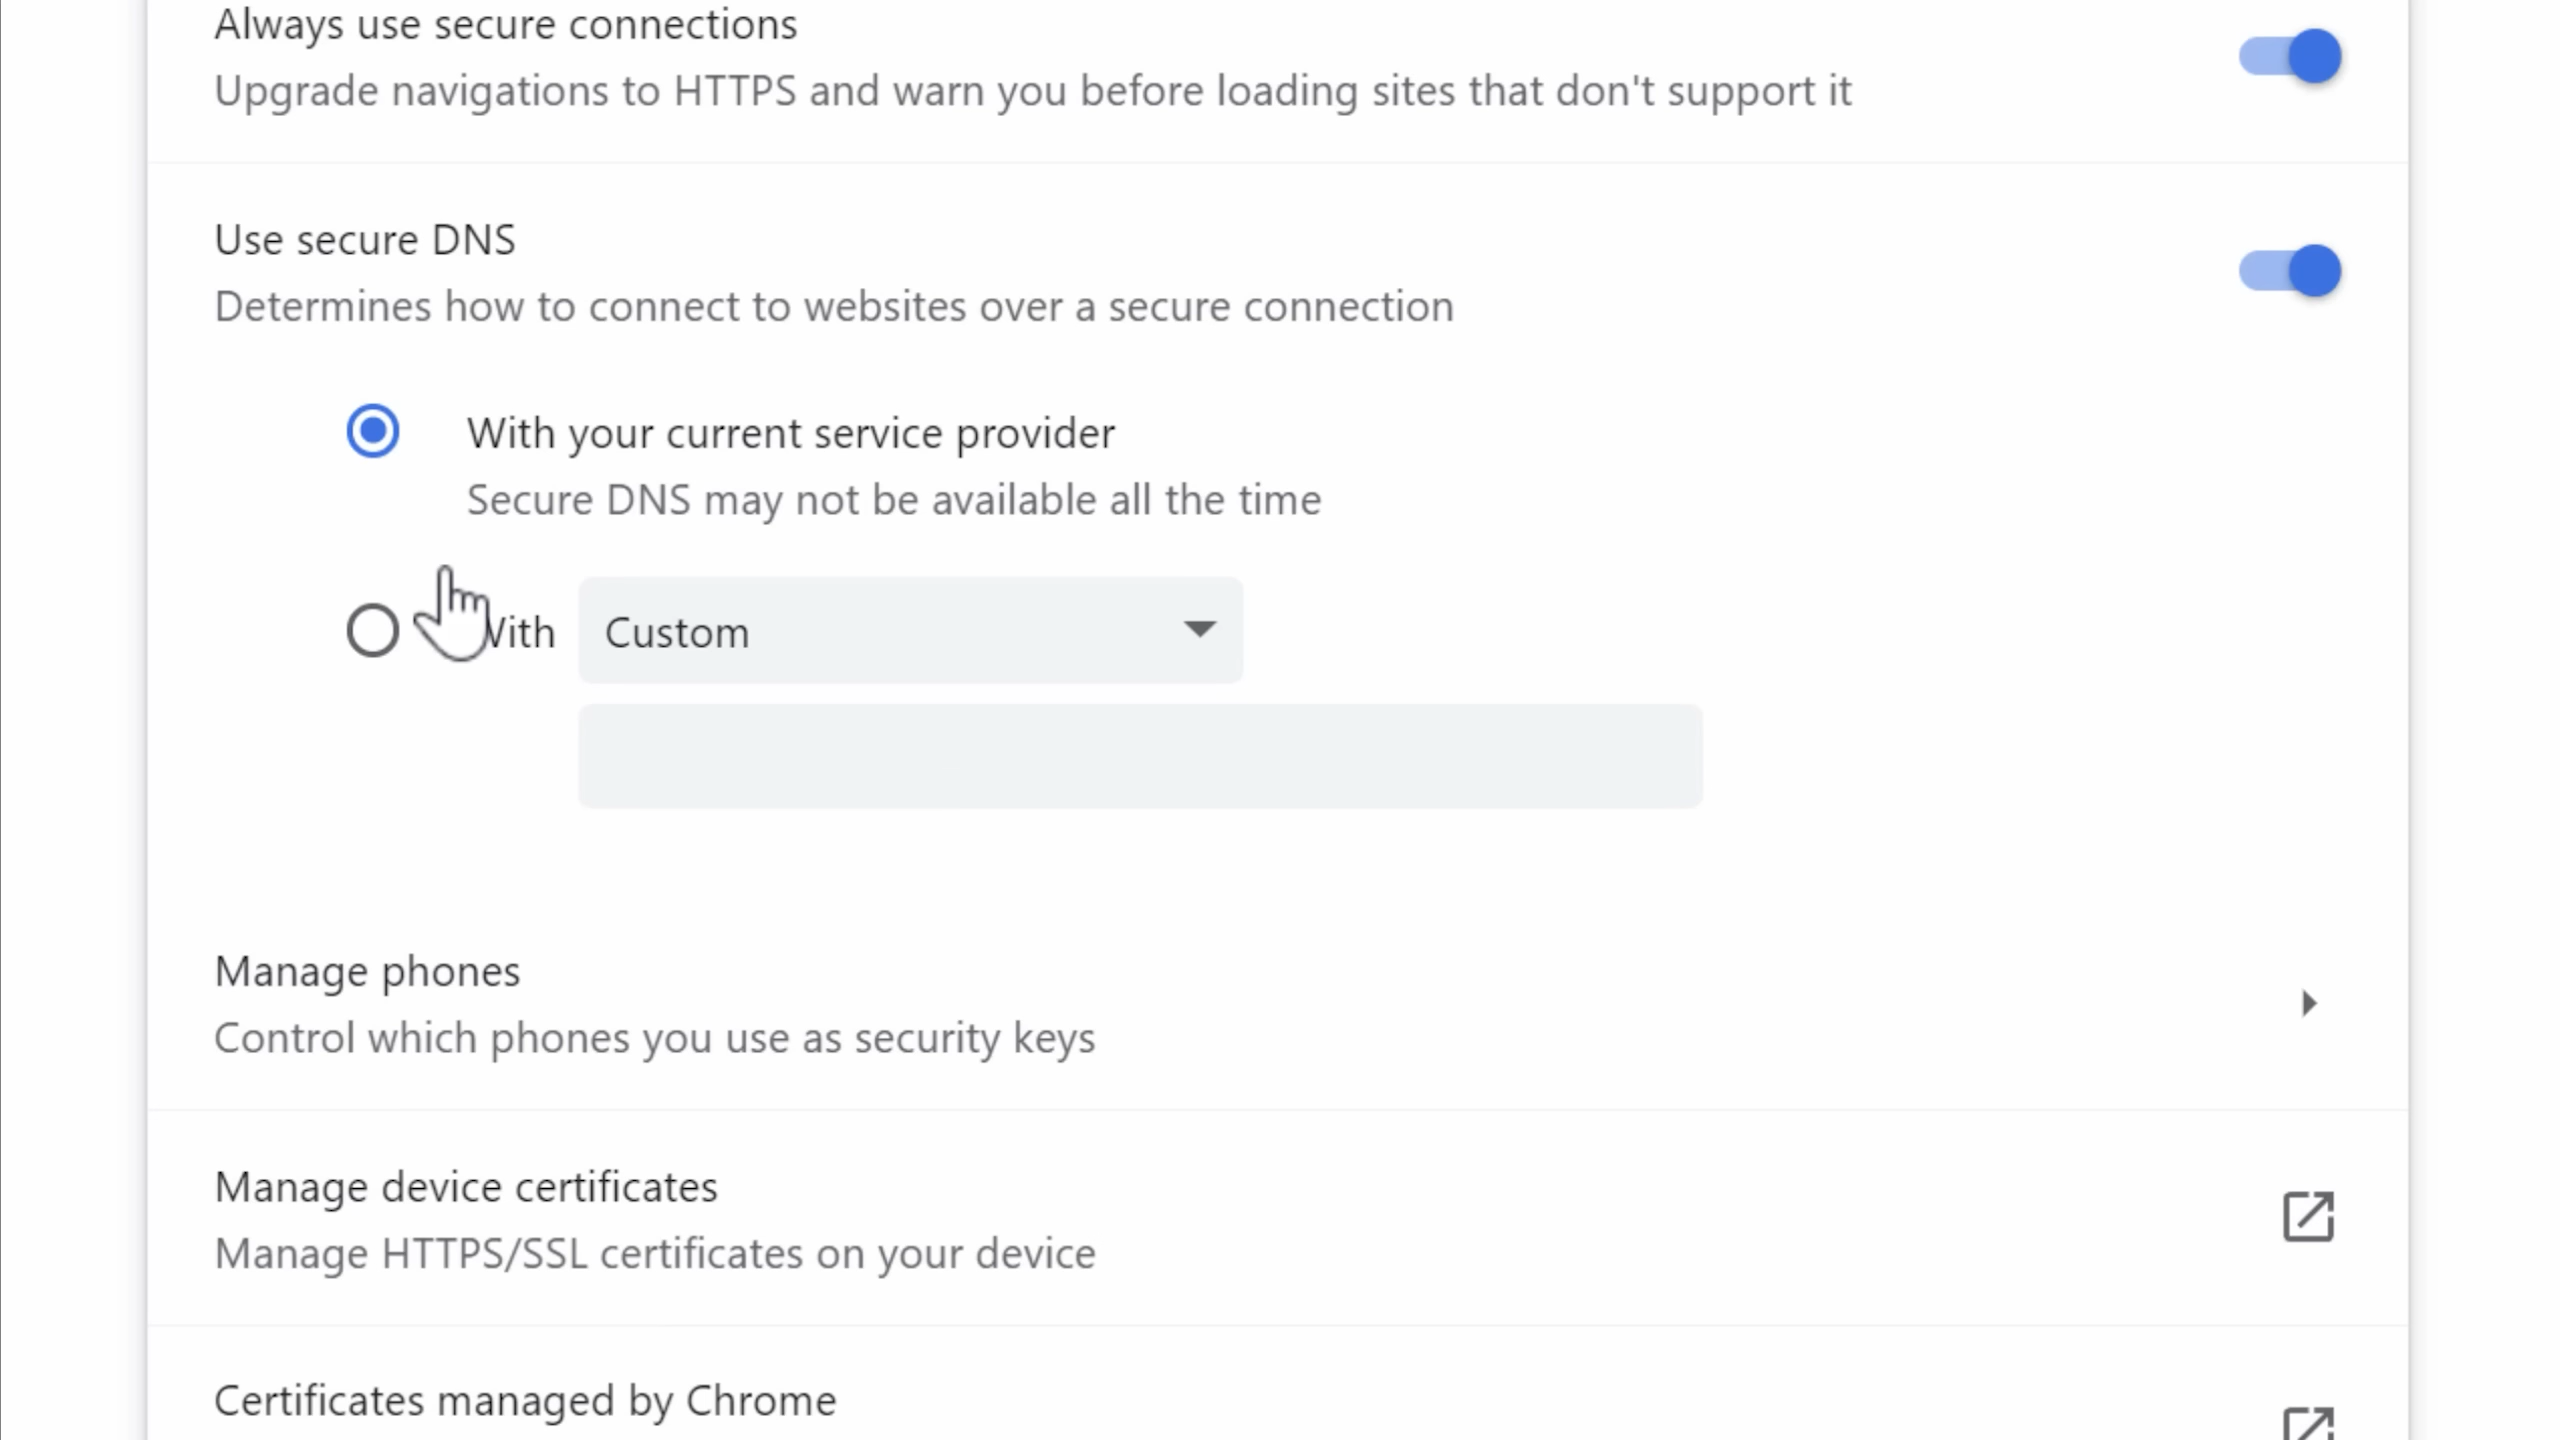 Always use secure connections
Upgrade navigations to HTTPS and warn you before loading sites that don't support it
Use secure DNS
Determines how to connect to websites over a secure connection
With your current service provider
Secure DNS may not be available all the time
With Custom
Manage phones
Control which phones you use as security keys
Manage device certificates
Manage HTTPS/SSL certificates on your device
Certificates managed by Chrome